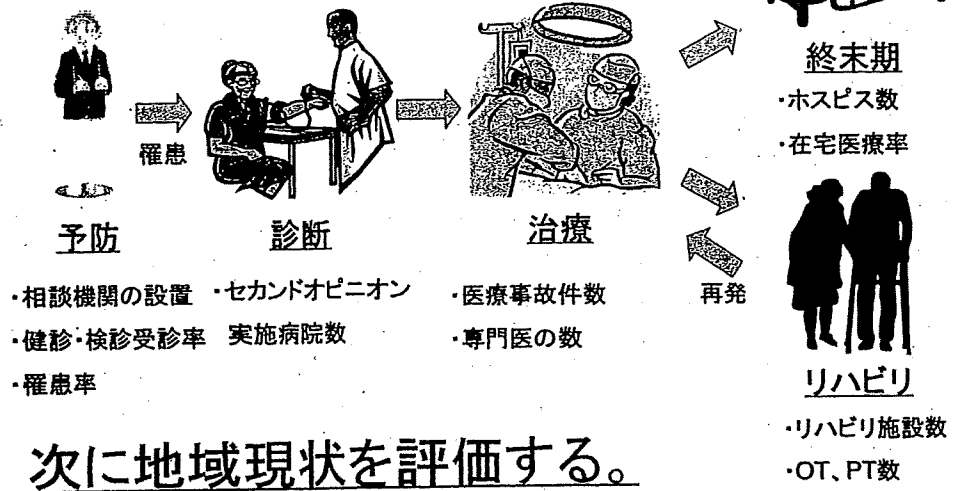 罹患
予防
・相談機関の設置
・健診・検診受診率
・罹患率
診断
・セカンドオピニオン
実施病院数
治療
・医療事故件数
・専門医の数
終末期
・ホスピス数
・在宅医療率
再発
リハビリ
・リハビリ施設数
・OT、PT数
次に地域現状を評価する。